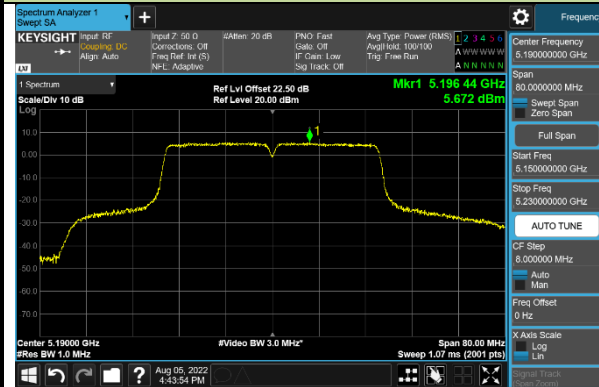 Spectrum Analyzer 1
Swept SA
Frequenc
KEYSIGHT
Input: RF
Coupling: DC
Align: Auto
Input Z: 50 Ω
Corrections: Off
Freq Ref: Int (S)
NFE: Adaptive
#Atten: 20 dB
PNO: Fast
Gate: Off
IF Gain: Low
Sig Track: Off
Avg Type: Power (RMS)
Avg|Hold: 100/100
Trig: Free Run
1 2 3 4 5 6
A W W W W W
A N N N N N
LXI
1 Spectrum
Scale/Div 10 dB
Log
Ref Lvl Offset 22.50 dB
Ref Level 20.00 dBm
Mkr1 5.196 44 GHz
5.672 dBm
1
10.0
0.00
-10.0
-20.0
-30.0
-40.0
-50.0
-60.0
-70.0
Center 5.19000 GHz
#Res BW 1.0 MHz
#Video BW 3.0 MHz*
Span 80.00 MHz
Sweep 1.07 ms (2001 pts)
Center Frequency
5.190000000 GHz
Span
80.0000000 MHz
Swept Span
Zero Span
Full Span
Start Freq
5.150000000 GHz
Stop Freq
5.230000000 GHz
AUTO TUNE
CF Step
8.000000 MHz
Auto
Man
Freq Offset
0 Hz
X Axis Scale
Log
Lin
Signal Track
(Span Zoom)
?
Aug 05, 2022
4:43:54 PM